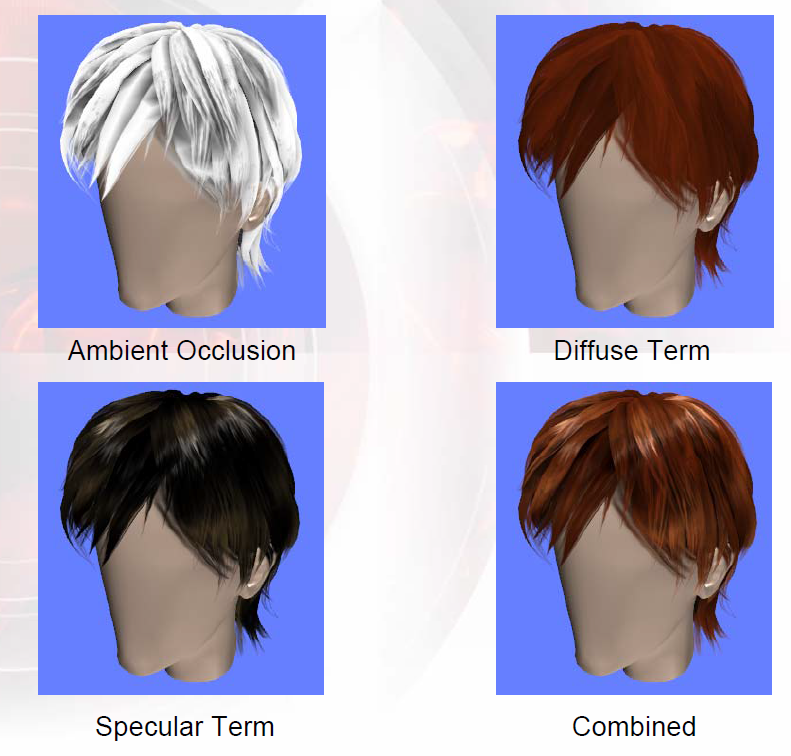 Ambient Occlusion
Diffuse Term
Specular Term
Combined